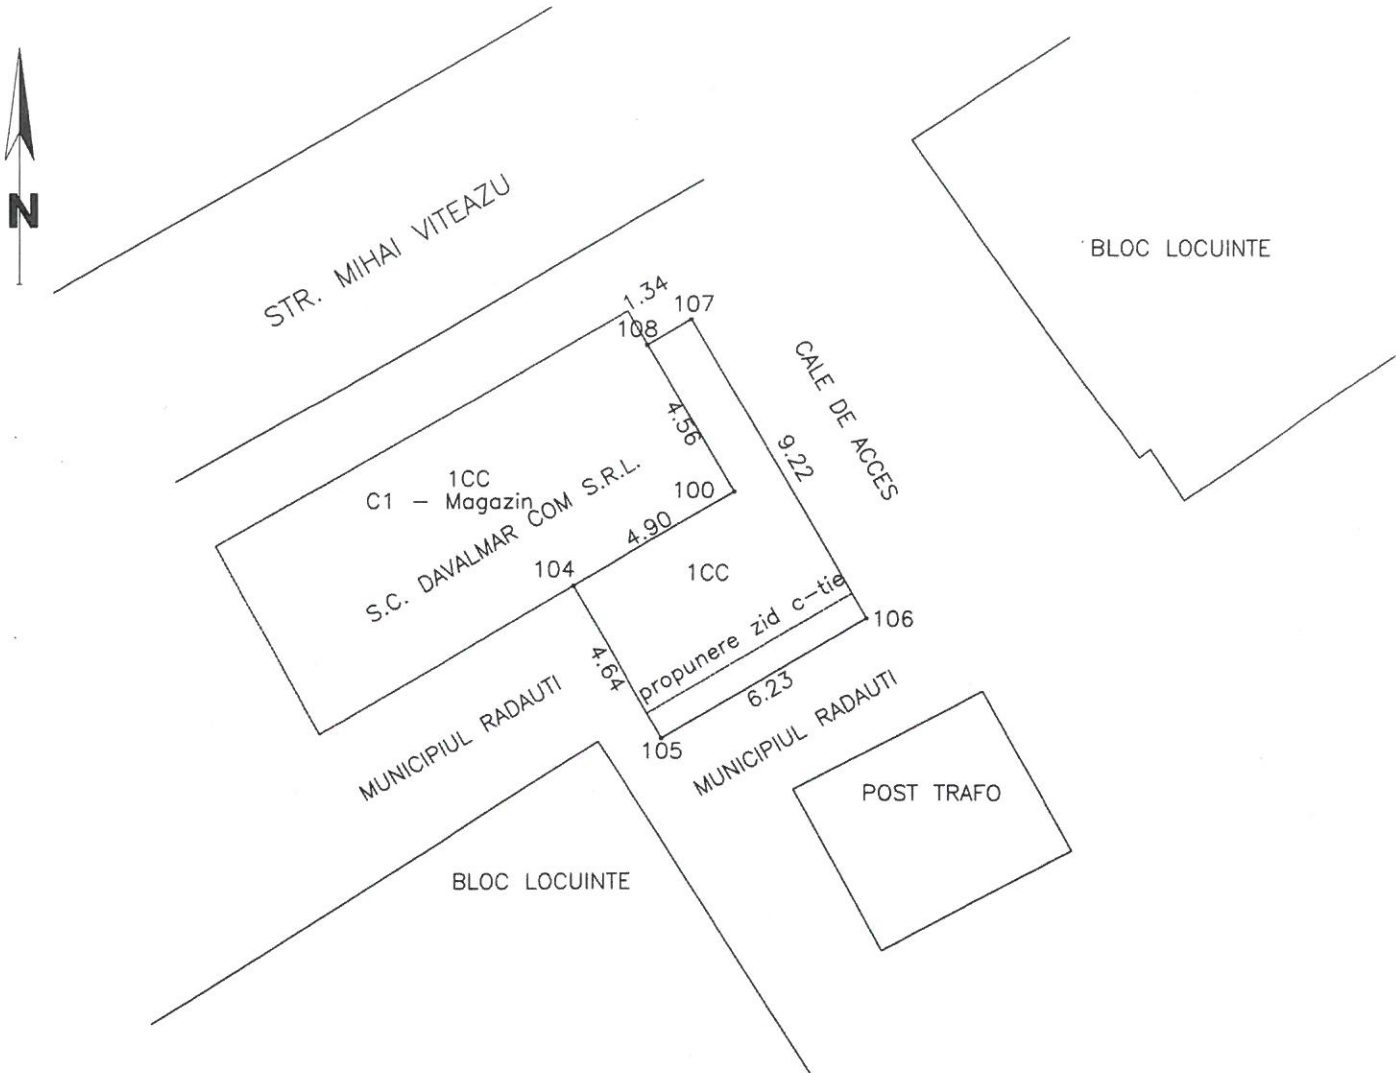 N
STR. MIHAI VITEAZU
BLOC LOCUINTE
1.34
107
108
CALE DE ACCES
4.56
9.22
1CC
C1 – Magazin
S.C. DAVALMAR COM S.R.L.
100
4.90
104
1CC
propunere zid c-tie
106
4.64
6.23
105
MUNICIPIUL RADAUTI
MUNICIPIUL RADAUTI
POST TRAFO
BLOC LOCUINTE